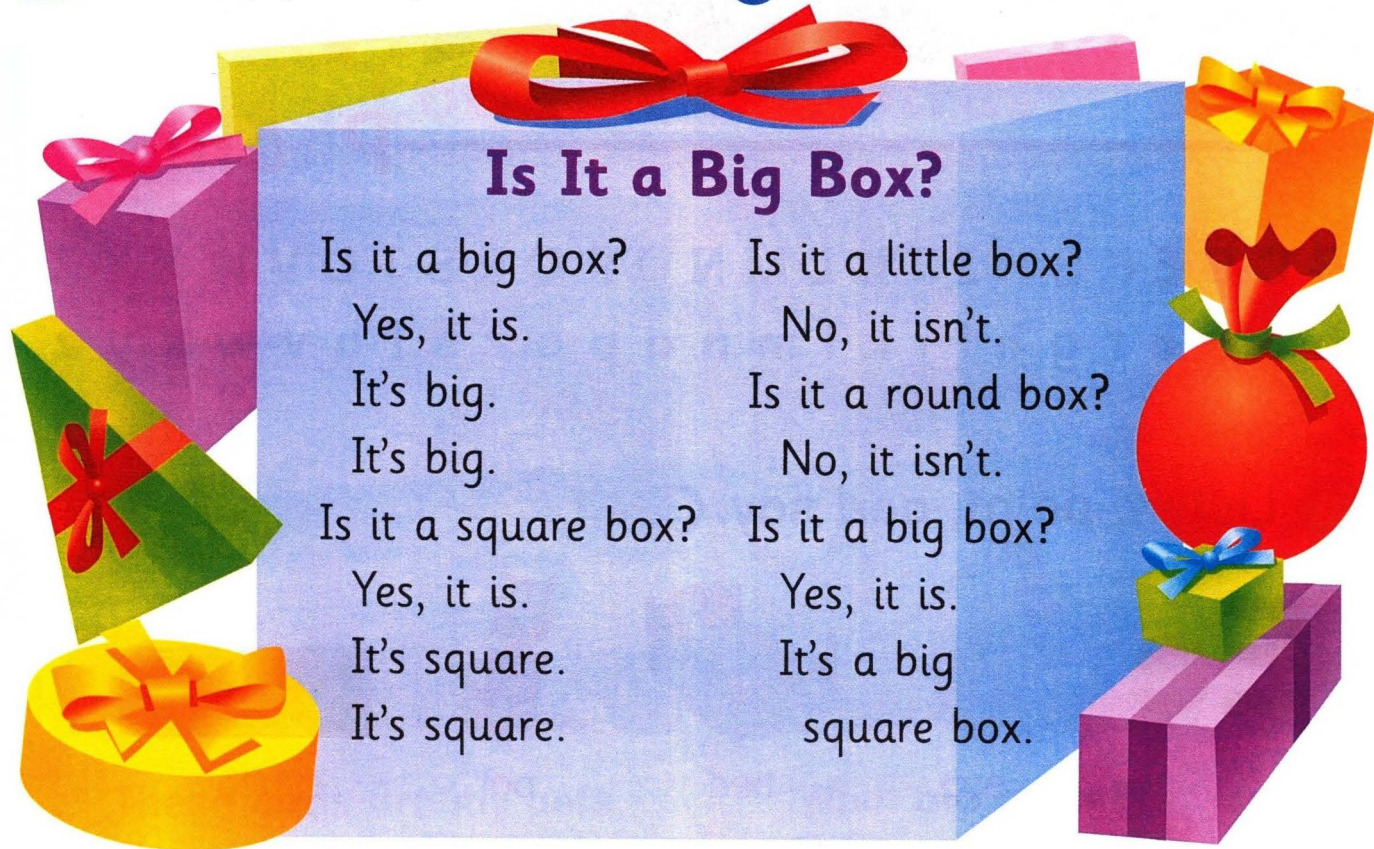 Is It a Big Box?
Is it a big box?
Yes, it is.
It's big.
It's big.
Is it a square box?
Yes, it is.
It's square.
It's square.
Is it a little box?
No, it isn't.
Is it a round box?
No, it isn't.
Is it a big box?
Yes, it is.
It's a big
square box.